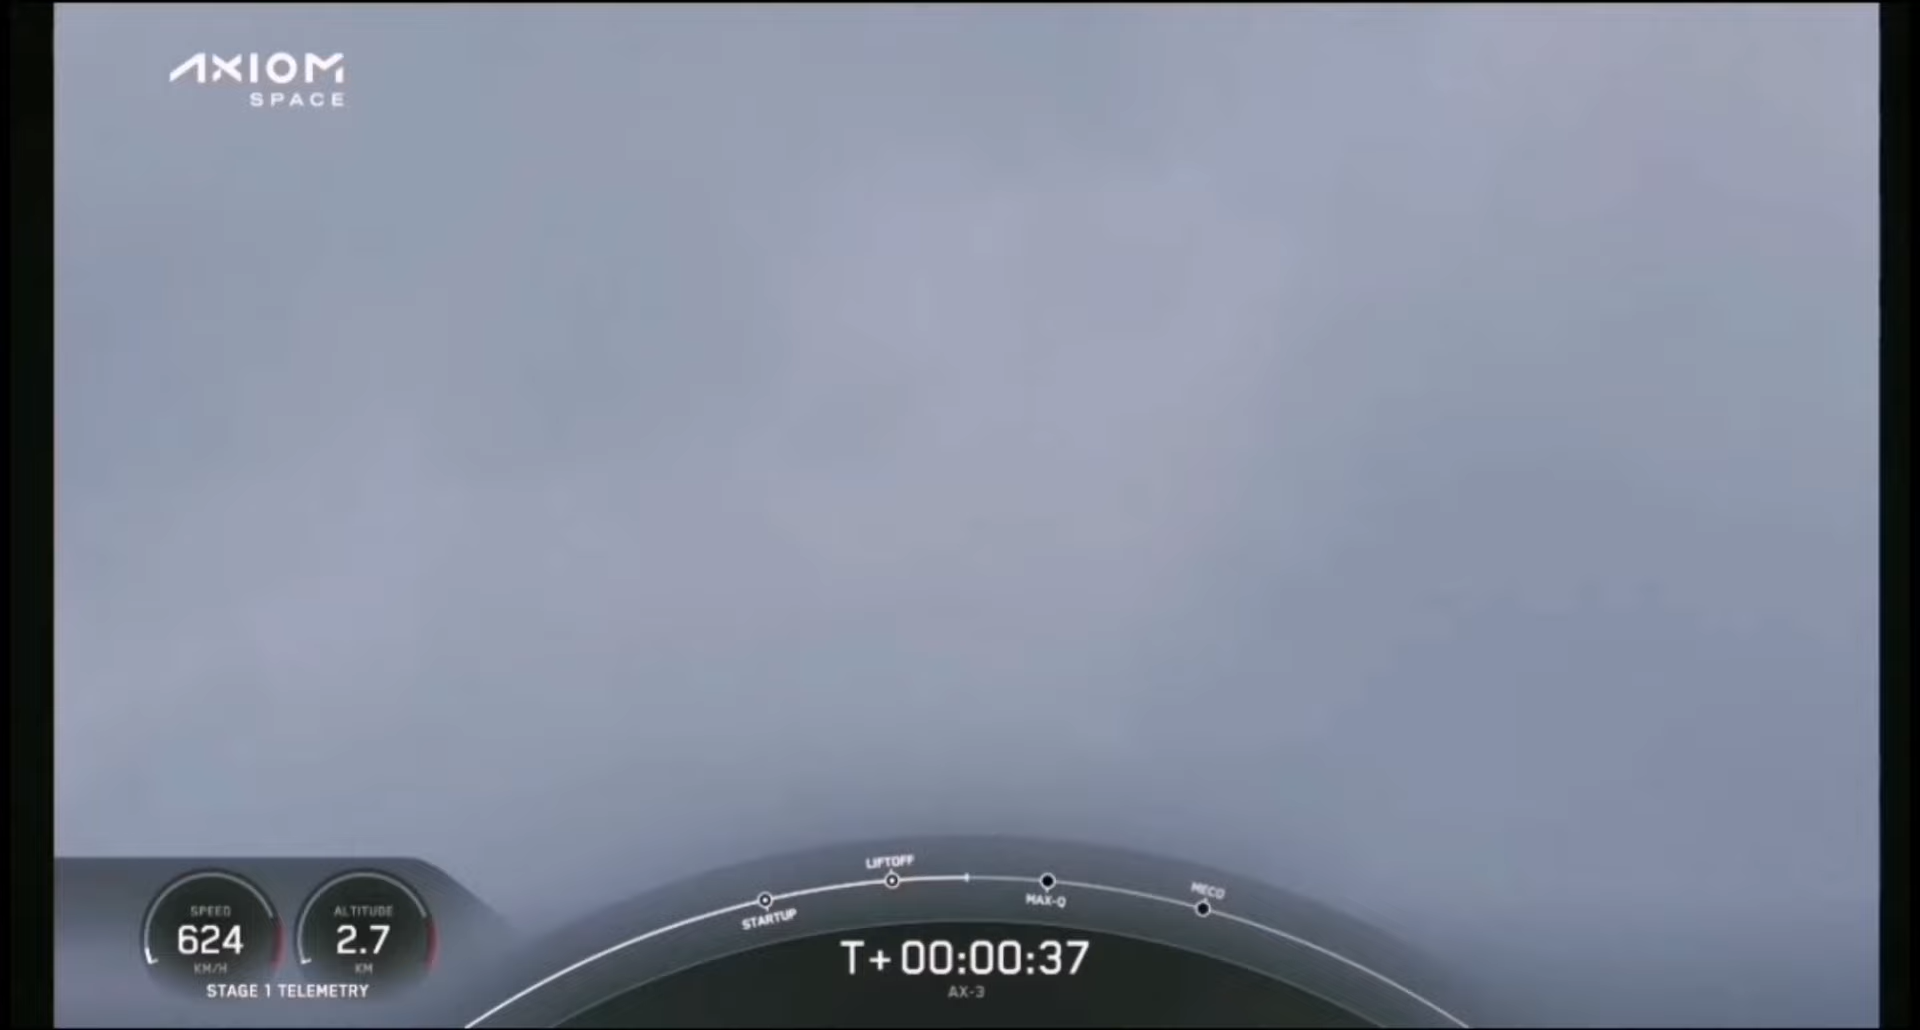 AXIOM
SPACE
LIFTOFF
MECO
STARTUP
MAX-Q
SPEED
624
KM/H
ALTITUDE
2.7
KM
STAGE 1 TELEMETRY
T+ 00:00:37
AX-3